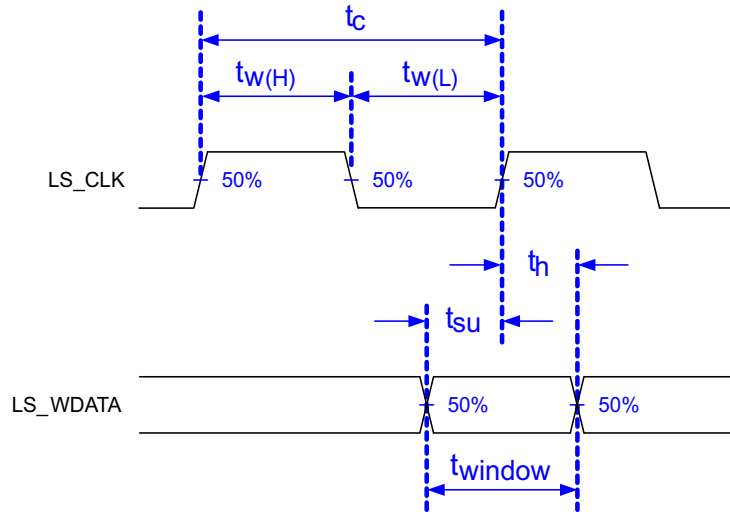 tc
tw(H) tw(L)
LS_CLK 50% 50% 50%
th
tsu
LS_WDATA 50% 50%
twindow